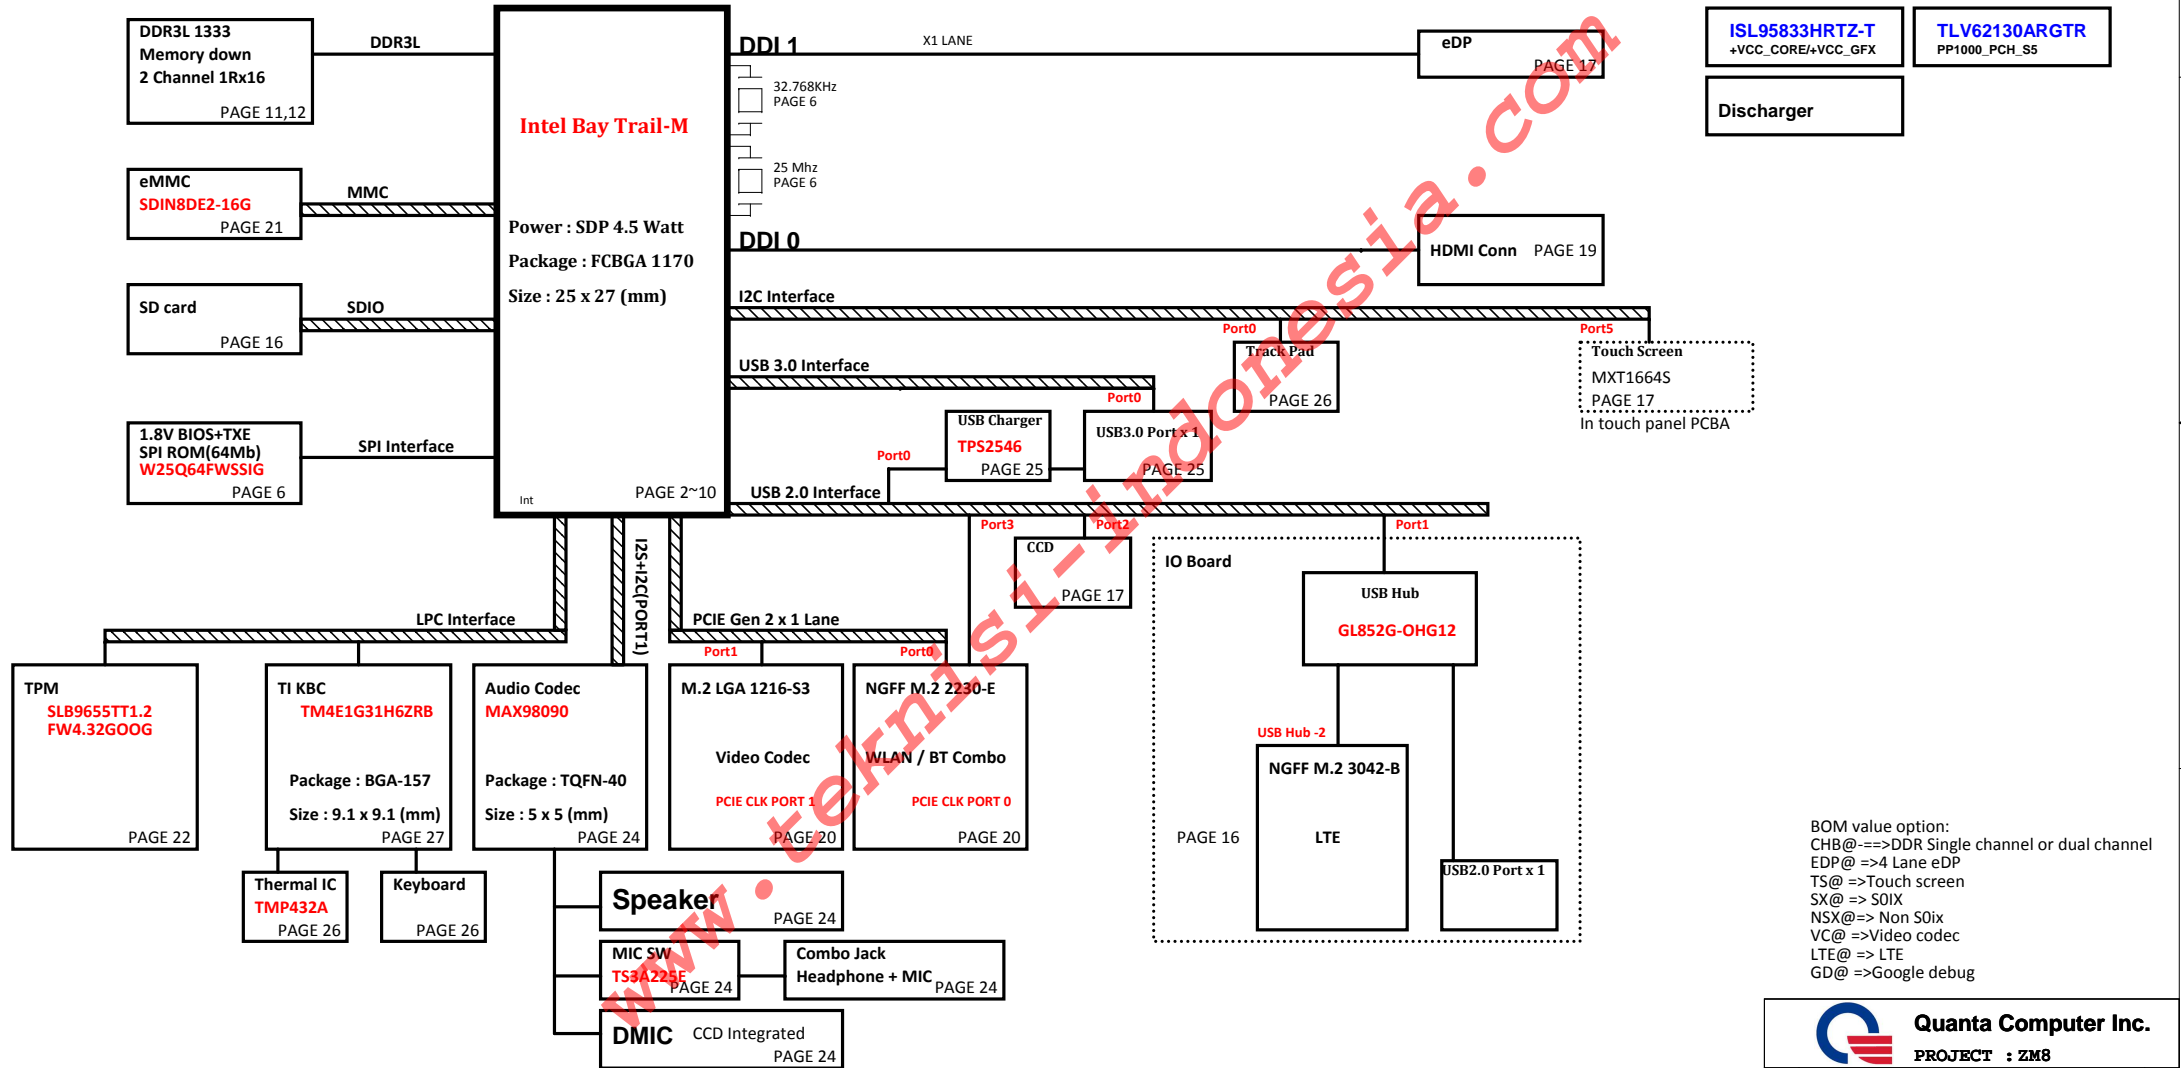 DDR3L 1333
Memory down
2 Channel 1Rx16
PAGE 11,12
DDR3L
eMMC
SDIN8DE2-16G
PAGE 21
MMC
SD card
PAGE 16
SDIO
1.8V BIOS+TXE
SPI ROM(64Mb)
W25Q64FWSSIG
PAGE 6
SPI Interface
Intel Bay Trail-M
Power : SDP 4.5 Watt
Package : FCBGA 1170
Size : 25 x 27 (mm)
Int
PAGE 2~10
DDI 1
X1 LANE
eDP
PAGE 17
32.768KHz
PAGE 6
25 Mhz
PAGE 6
DDI 0
HDMI Conn PAGE 19
I2C Interface
Port0
Track Pad
PAGE 26
Port5
Touch Screen
MXT1664S
PAGE 17
In touch panel PCBA
USB 3.0 Interface
Port0
USB3.0 Port x 1
PAGE 25
USB Charger
TPS2546
PAGE 25
Port0
USB 2.0 Interface
Port3
Port2
Port1
CCD
PAGE 17
IO Board
USB Hub
GL852G-OHG12
USB Hub -2
NGFF M.2 3042-B
LTE
PAGE 16
USB2.0 Port x 1
ISL95833HRTZ-T
+VCC_CORE/+VCC_GFX
TLV62130ARGTR
PP1000_PCH_S5
Discharger
LPC Interface
I2S+I2C(PORT1)
PCIE Gen 2 x 1 Lane
Port1
Port0
TPM
SLB9655TT1.2
FW4.32GOOG
PAGE 22
TI KBC
TM4E1G31H6ZRB
Package : BGA-157
Size : 9.1 x 9.1 (mm)
PAGE 27
Audio Codec
MAX98090
Package : TQFN-40
Size : 5 x 5 (mm)
PAGE 24
M.2 LGA 1216-S3
Video Codec
PCIE CLK PORT 1
PAGE 20
NGFF M.2 2230-E
WLAN / BT Combo
PCIE CLK PORT 0
PAGE 20
Thermal IC
TMP432A
PAGE 26
Keyboard
PAGE 26
Speaker
PAGE 24
MIC SW
TS3A225E
PAGE 24
Combo Jack
Headphone + MIC
PAGE 24
DMIC CCD Integrated
PAGE 24
BOM value option:
CHB@-==>DDR Single channel or dual channel
EDP@ =>4 Lane eDP
TS@ =>Touch screen
SX@ => S0IX
NSX@=> Non S0ix
VC@ =>Video codec
LTE@ => LTE
GD@ =>Google debug
Quanta Computer Inc.
PROJECT : ZM8
www.teknisi-indonesia.com